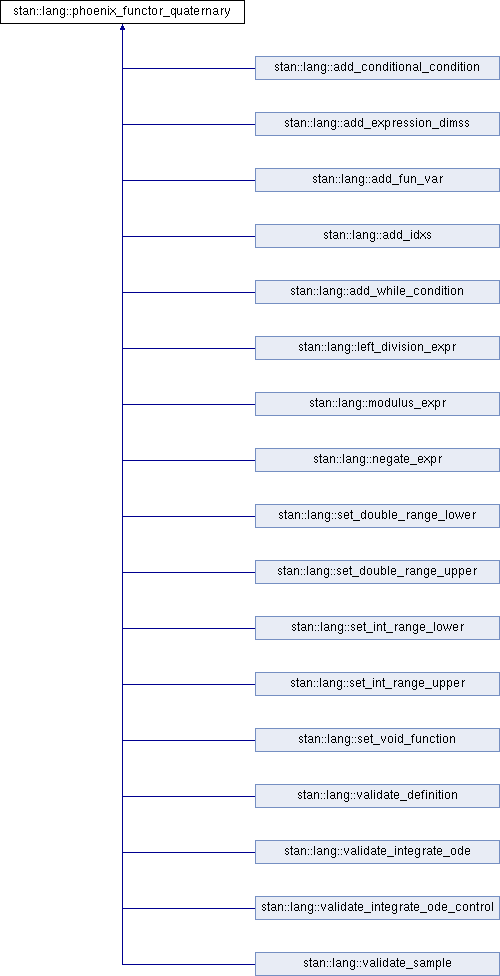 stan::lang::phoenix_functor_quaternary
stan::lang::add_conditional_condition
stan::lang::add_expression_dimss
stan::lang::add_fun_var
stan::lang::add_idxs
stan::lang::add_while_condition
stan::lang::left_division_expr
stan::lang::modulus_expr
stan::lang::negate_expr
stan::lang::set_double_range_lower
stan::lang::set_double_range_upper
stan::lang::set_int_range_lower
stan::lang::set_int_range_upper
stan::lang::set_void_function
stan::lang::validate_definition
stan::lang::validate_integrate_ode
stan::lang::validate_integrate_ode_control
stan::lang::validate_sample